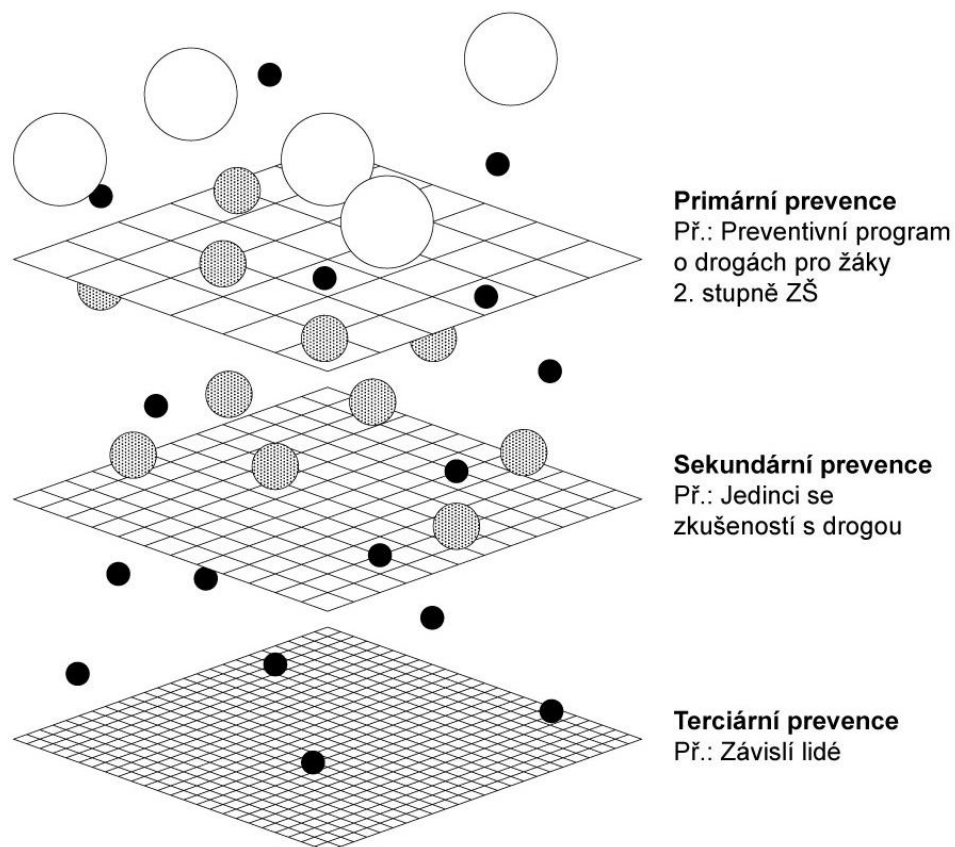 Primární prevence
Př.: Preventivní program
o drogách pro žáky
2. stupně ZŠ
Sekundární prevence
Př.: Jedinci se
zkušeností s drogou
Terciární prevence
Př.: Závislí lidé